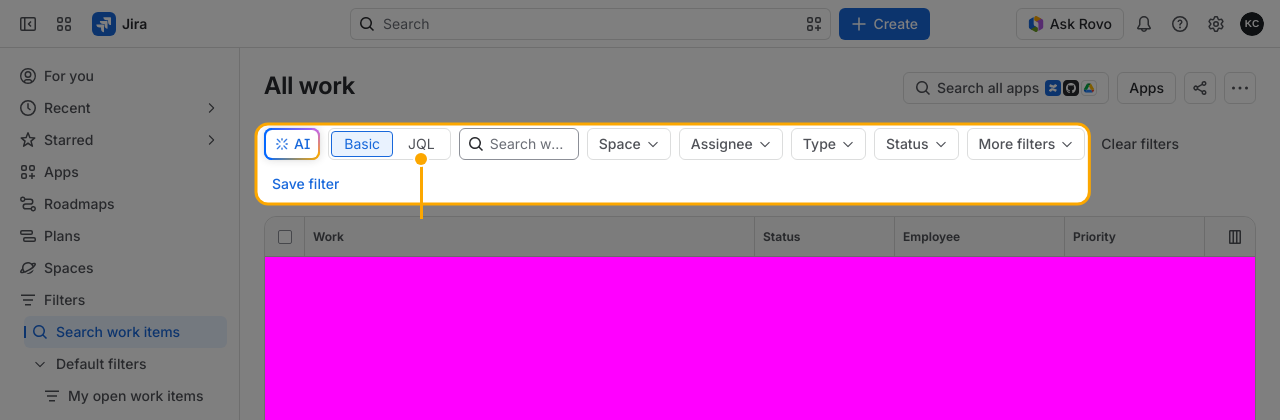 Jira
Search
Create
Ask Rovo
KC
For you
Recent
Starred
Apps
Roadmaps
Plans
Spaces
Filters
Search work items
Default filters
My open work items
All work
Search all apps
Apps
AI
Basic
JQL
Search w...
Space
Assignee
Type
Status
More filters
Clear filters
Save filter
Work
Status
Employee
Priority